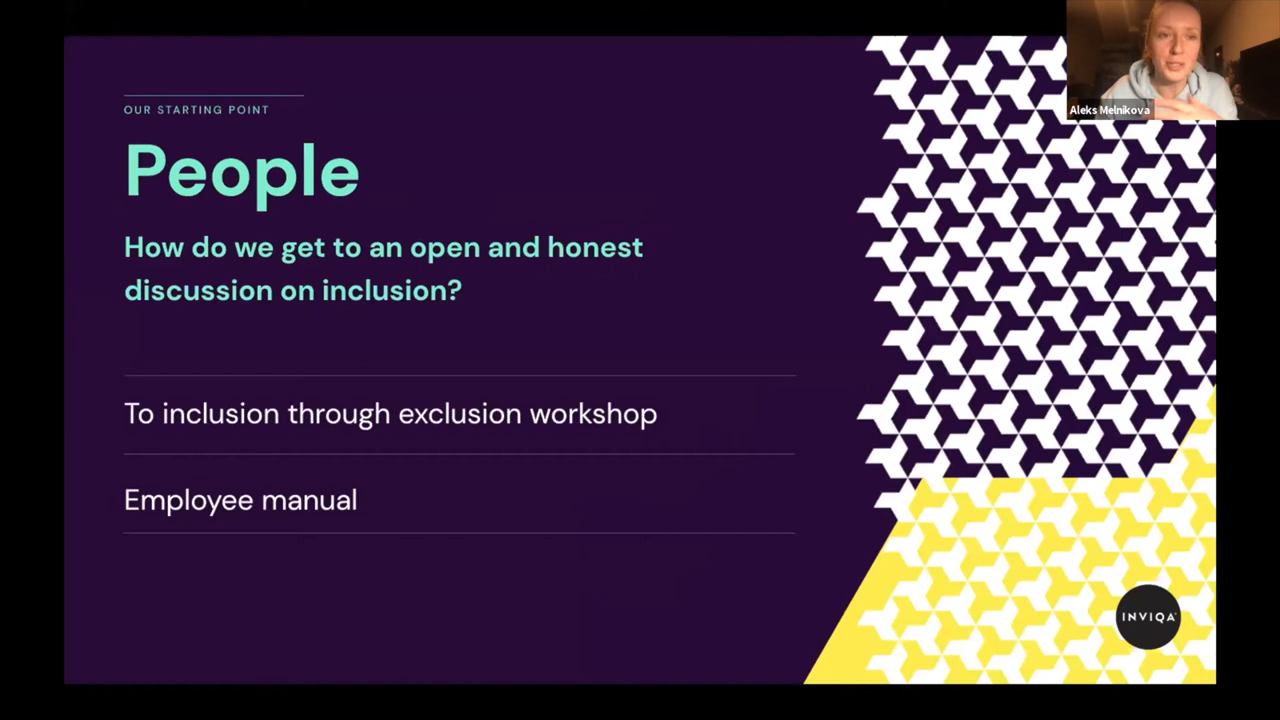 OUR STARTING POINT
People
How do we get to an open and honest
discussion on inclusion?
To inclusion through exclusion workshop
Employee manual
Aleks Melnikova
INVIQA